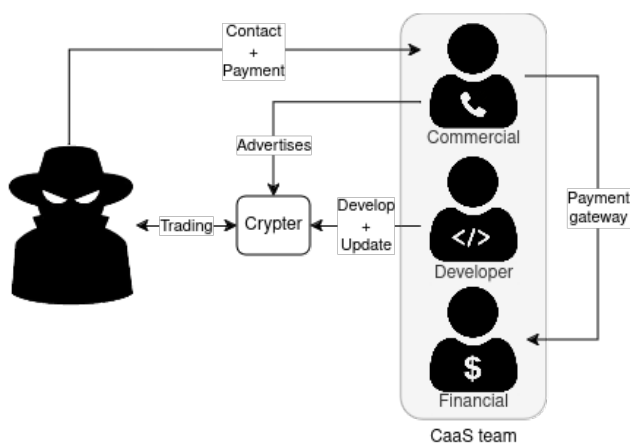 Contact
+
Payment
Commercial
Advertises
Payment
gateway
Trading
Crypter
Develop
+
Update
</>
Developer
$
Financial
CaaS team